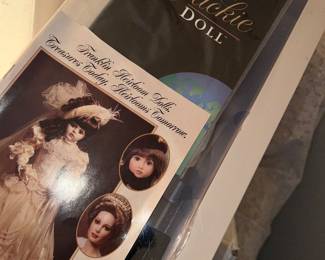 DOLL
Franklin Heirloom Dolls
Treasures Today, Heirlooms Tomorrow.